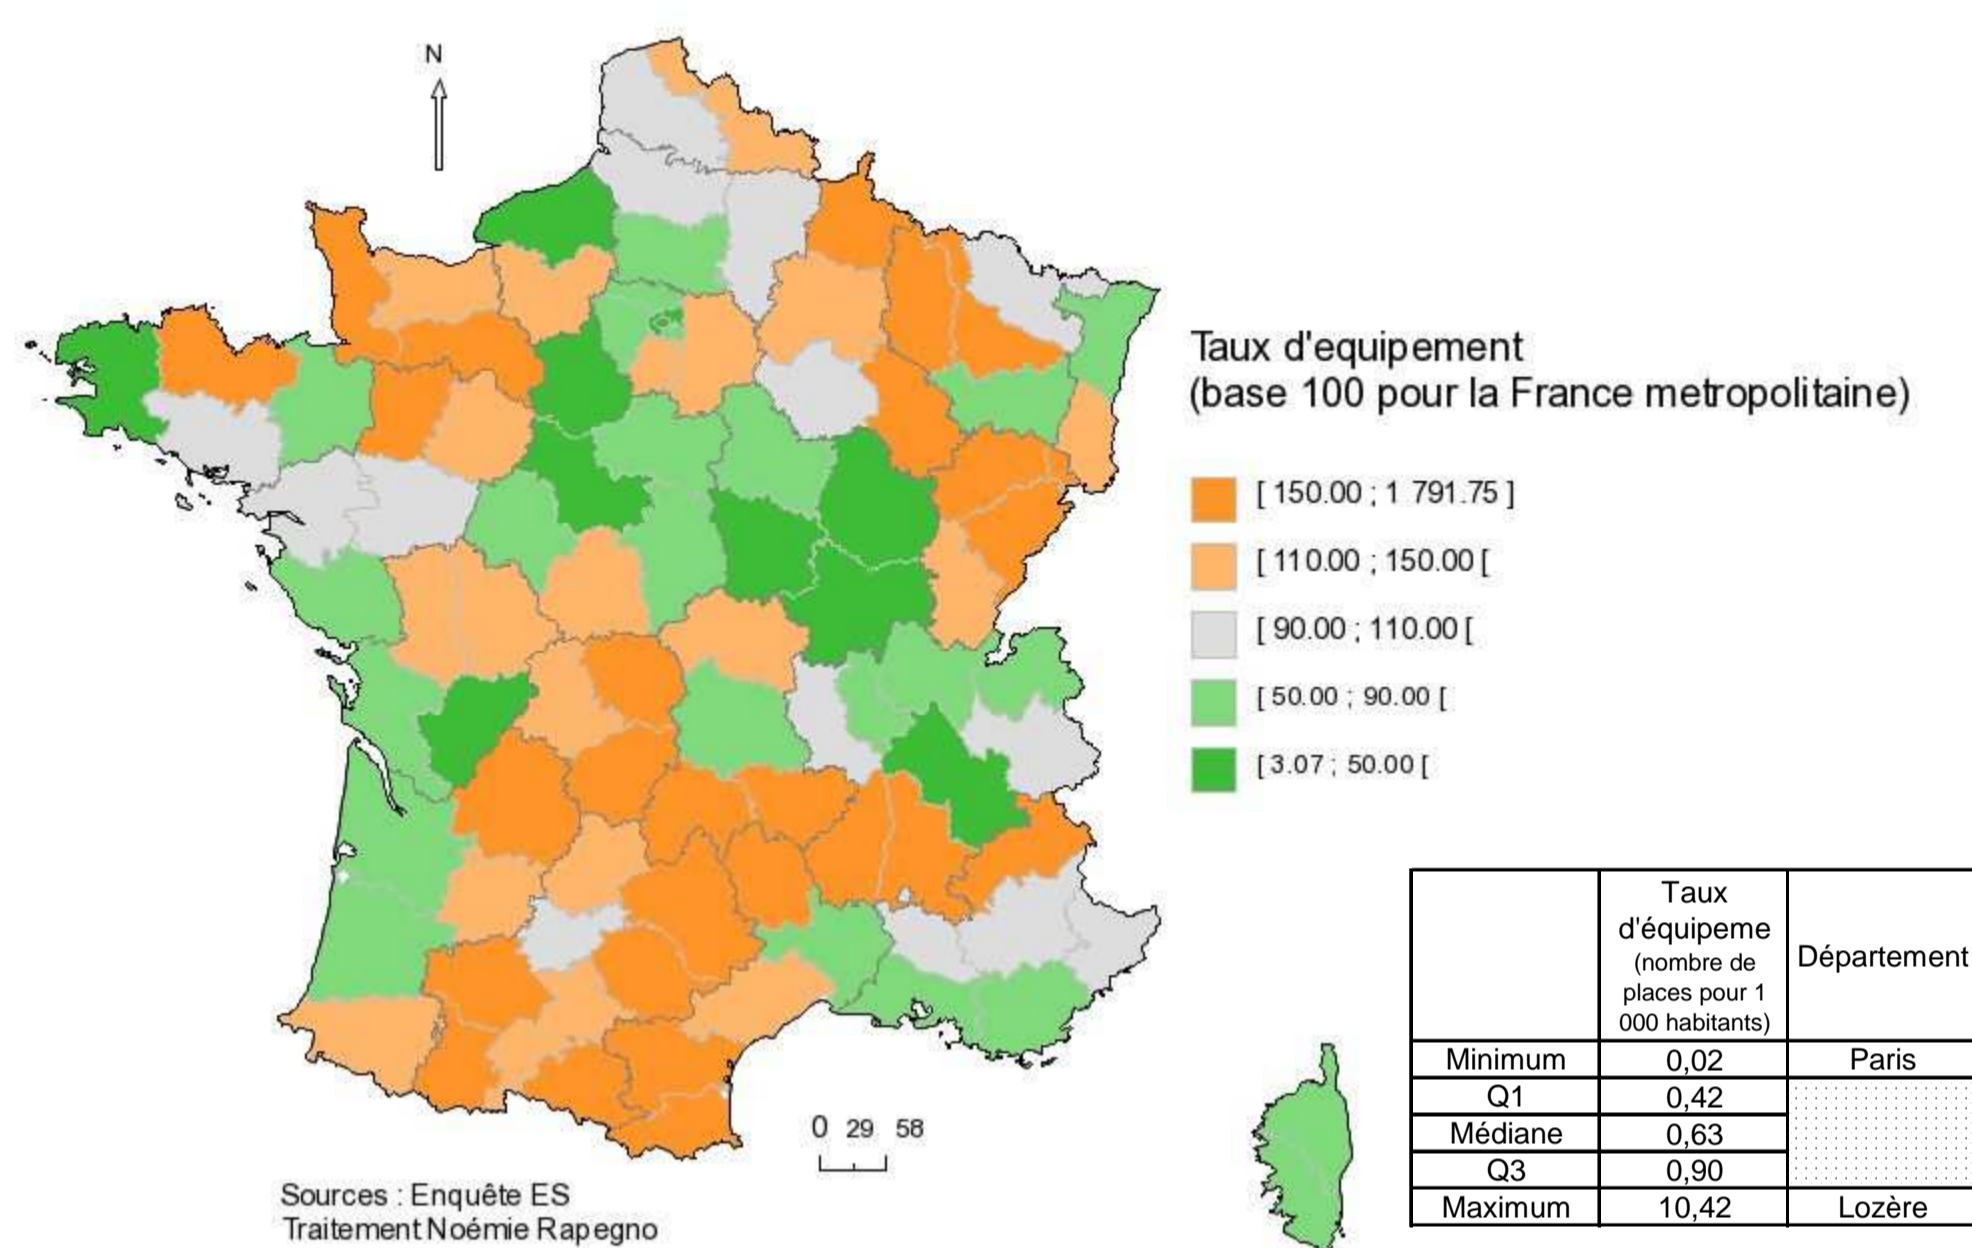 N
Taux d'equipement
(base 100 pour la France metropolitaine)
[ 150.00 ; 1 791.75 ]
[ 110.00 ; 150.00 [
[ 90.00 ; 110.00 [
[ 50.00 ; 90.00 [
[ 3.07 ; 50.00 [
Taux
d'équipeme
(nombre de
places pour 1
000 habitants)
Département
Minimum 0,02 Paris
Q1 0,42
Médiane 0,63
Q3 0,90
Maximum 10,42 Lozère
0 29 58
Sources : Enquête ES
Traitement Noémie Rapegno